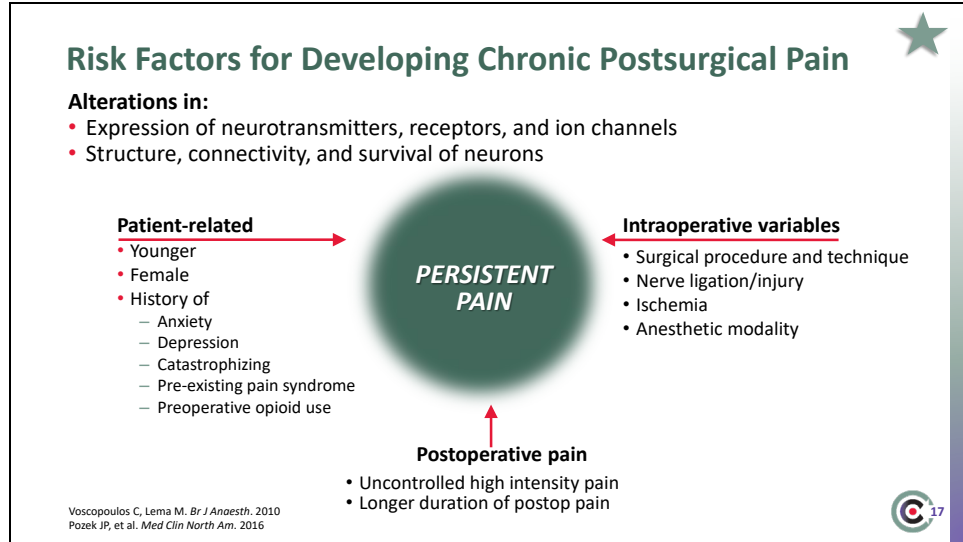 Risk Factors for Developing Chronic Postsurgical Pain
Alterations in:
• Expression of neurotransmitters, receptors, and ion channels
• Structure, connectivity, and survival of neurons
Patient-related
• Younger
• Female
• History of
– Anxiety
– Depression
– Catastrophizing
– Pre-existing pain syndrome
– Preoperative opioid use
PERSISTENT
PAIN
Intraoperative variables
• Surgical procedure and technique
• Nerve ligation/injury
• Ischemia
• Anesthetic modality
Postoperative pain
• Uncontrolled high intensity pain
• Longer duration of postop pain
Voscopoulos C, Lema M. Br J Anaesth. 2010
Pozek JP, et al. Med Clin North Am. 2016
17